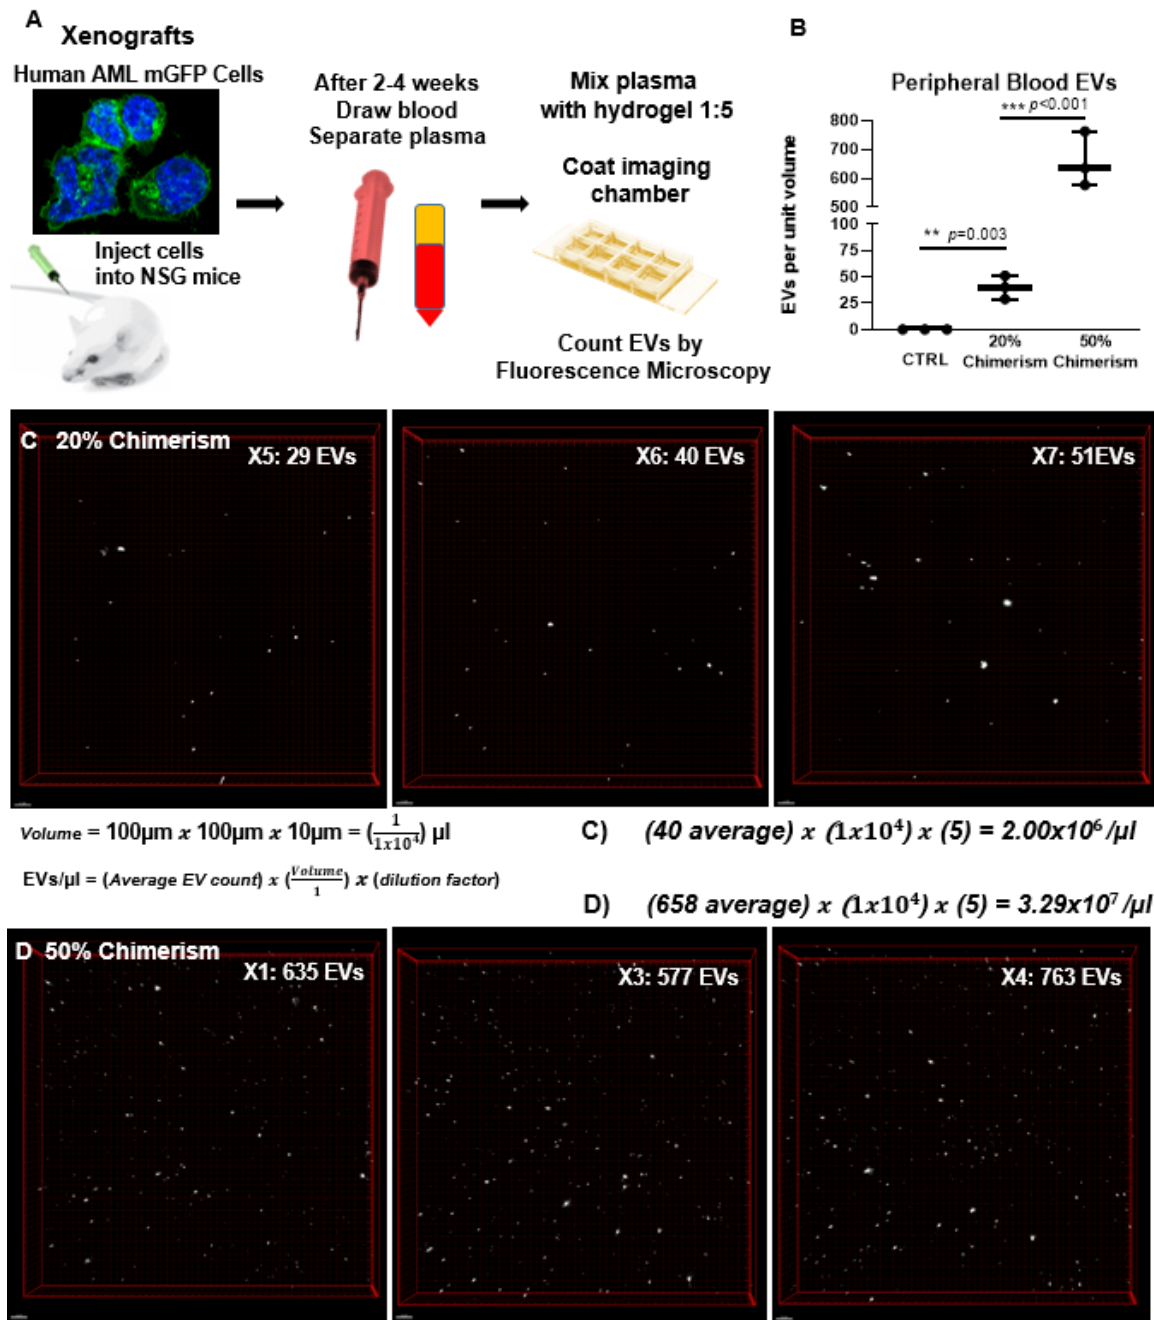 A
Xenografts
Human AML mGFP Cells
Inject cells
into NSG mice
After 2-4 weeks
Draw blood
Separate plasma
Mix plasma
with hydrogel 1:5
Coat imaging
chamber
Count EVs by
Fluorescence Microscopy
B
Peripheral Blood EVs
*** p<0.001
** p=0.003
EVs per unit volume
800
700
600
500
100
75
50
25
0
CTRL
20%
Chimerism
50%
Chimerism
C 20% Chimerism
X5: 29 EVs
X6: 40 EVs
X7: 51EVs
Volume = 100µm x 100µm x 10µm = (1/1x10⁴) µl
EVs/µl = (Average EV count) x (Volume/1) x (dilution factor)
C) (40 average) x (1x10⁴) x (5) = 2.00x10⁶/µl
D) (658 average) x (1x10⁴) x (5) = 3.29x10⁷/µl
D 50% Chimerism
X1: 635 EVs
X3: 577 EVs
X4: 763 EVs